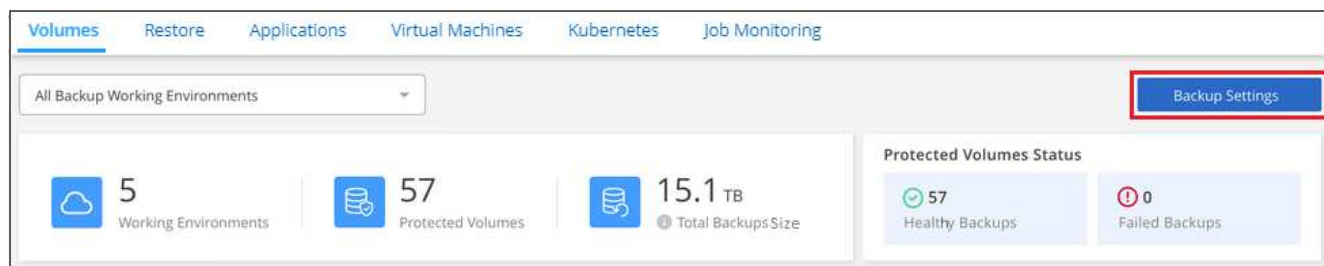 Volumes Restore Applications Virtual Machines Kubernetes Job Monitoring
All Backup Working Environments
Backup Settings
5
Working Environments
57
Protected Volumes
15.1 TB
Total Backups Size
Protected Volumes Status
57
Healthy Backups
0
Failed Backups